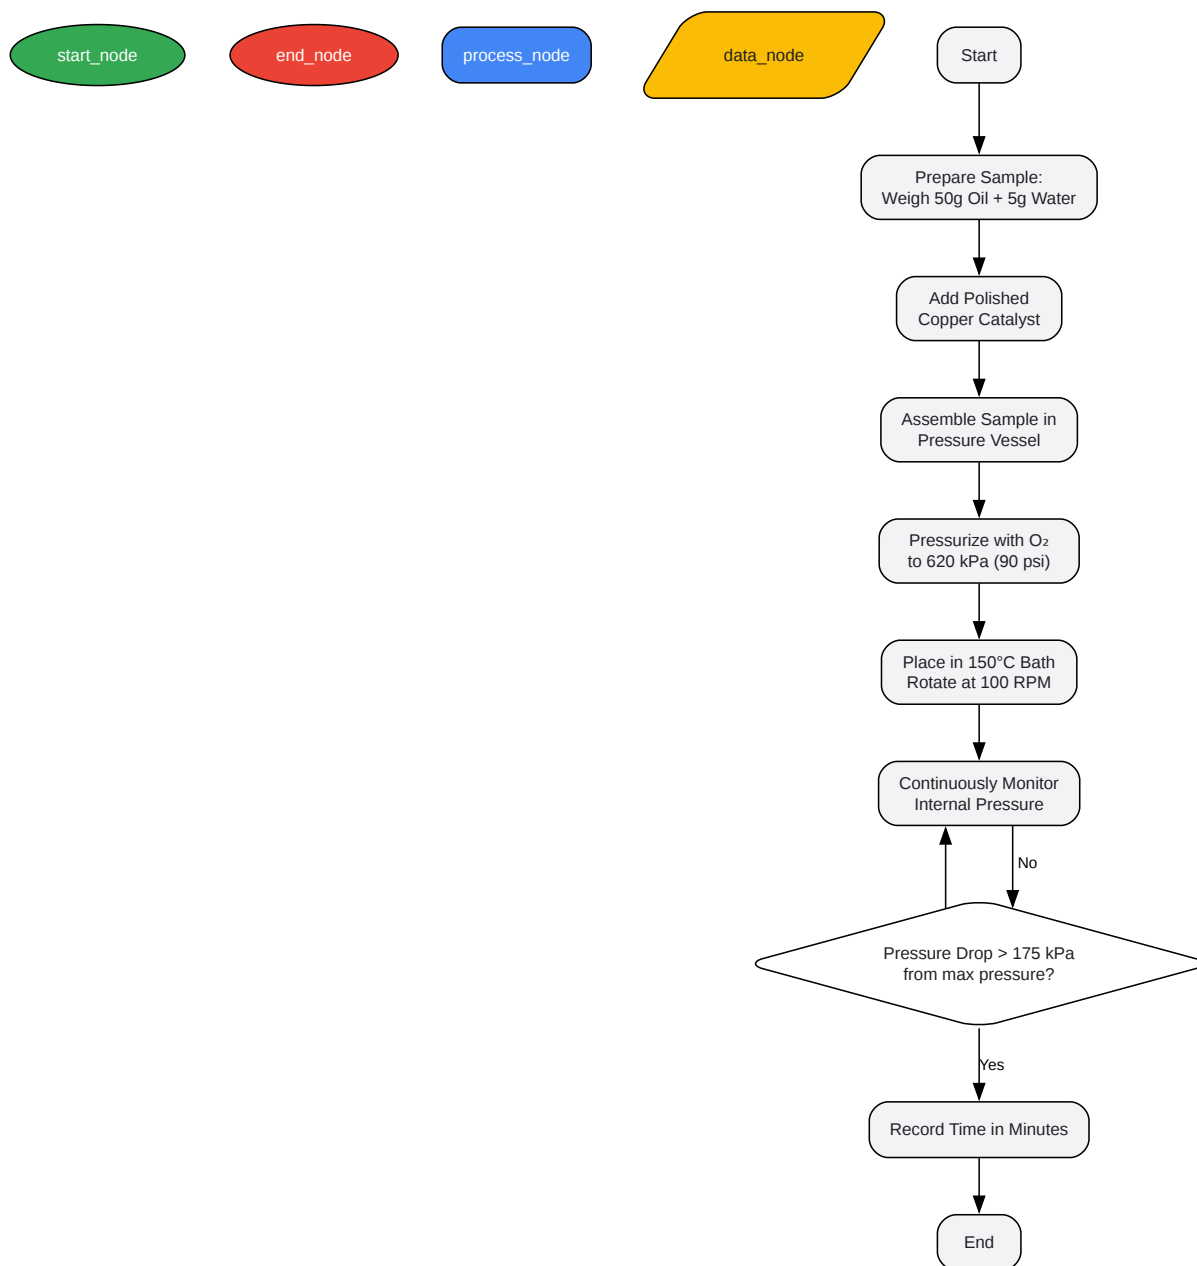 start_node
end_node
process_node
data_node
Start
Prepare Sample:
Weigh 50g Oil + 5g Water
Add Polished
Copper Catalyst
Assemble Sample in
Pressure Vessel
Pressurize with O₂
to 620 kPa (90 psi)
Place in 150°C Bath
Rotate at 100 RPM
Continuously Monitor
Internal Pressure
No
Pressure Drop > 175 kPa
from max pressure?
Yes
Record Time in Minutes
End